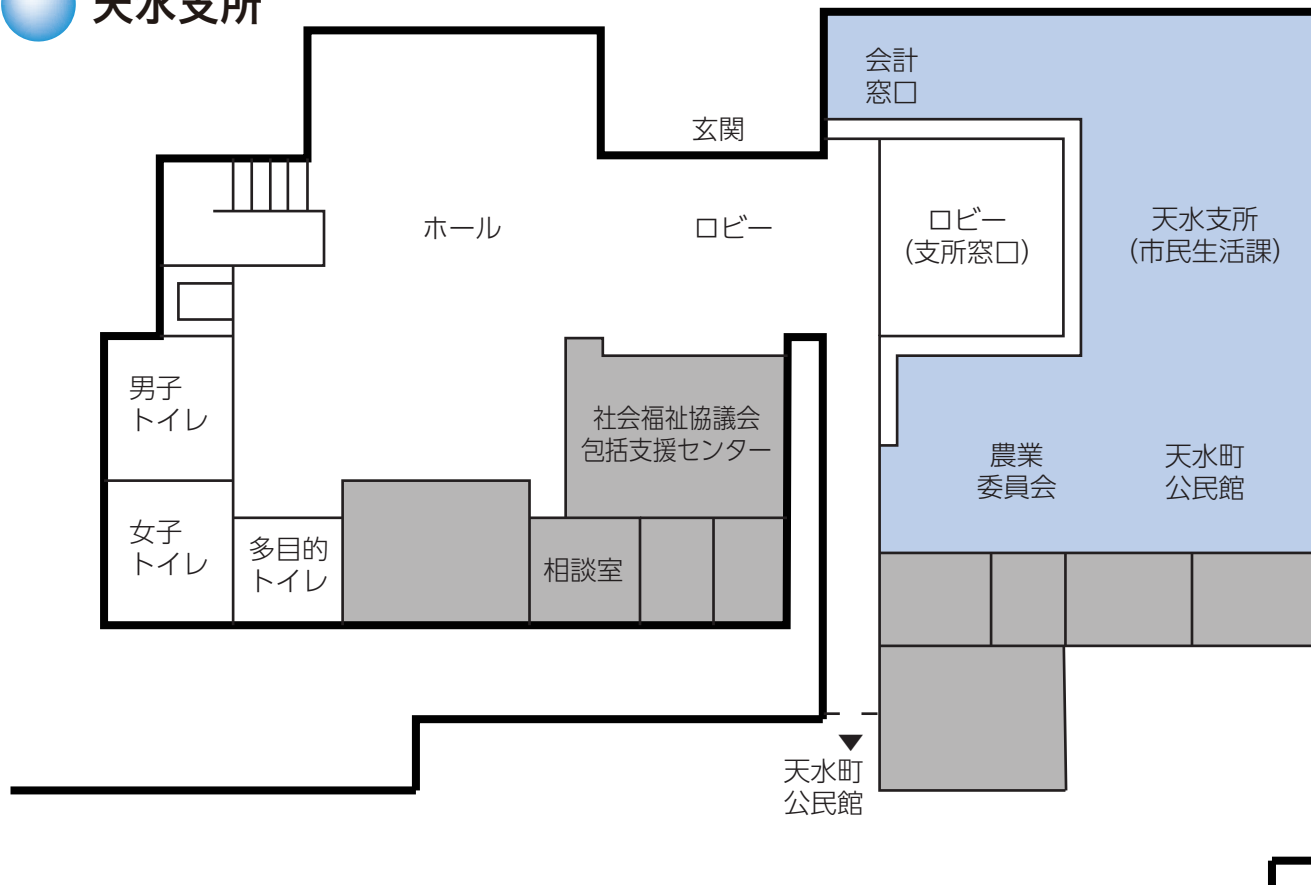 天水支所
会計
窓口
玄関
ホール
ロビー
ロビー
(支所窓口)
天水支所
(市民生活課)
男子
トイレ
社会福祉協議会
包括支援センター
農業
委員会
天水町
公民館
女子
トイレ
多目的
トイレ
相談室
▼
天水町
公民館